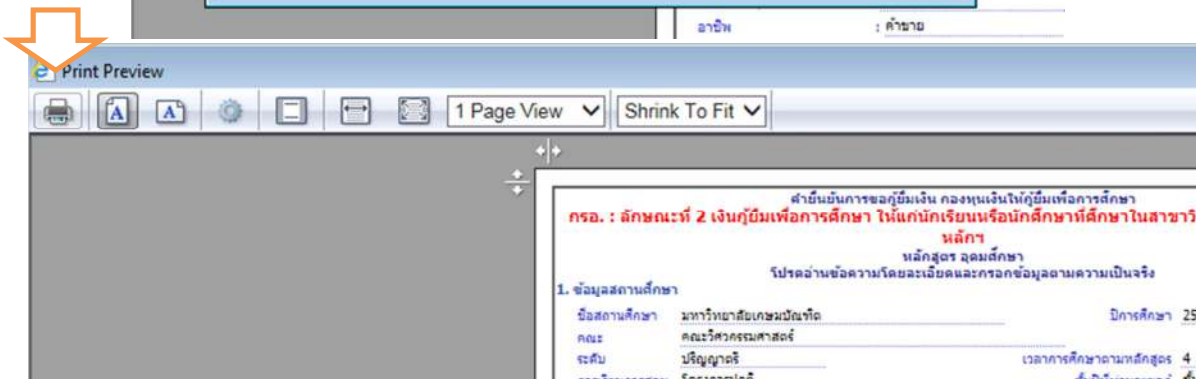 อาชีพ : ค้าขาย
Print Preview
1 Page View Shrink To Fit
คำยืนยันการขอกู้ยืมเงิน กองทุนเงินให้กู้ยืมเพื่อการศึกษา
กรอ. : ลักษณะที่ 2 เงินกู้ยืมเพื่อการศึกษา ให้แก่นักเรียนหรือนักศึกษาที่ศึกษาในสาขาวิ
หลักฯ
หลักสูตร อุดมศึกษา
โปรดอ่านข้อความโดยละเอียดและกรอกข้อมูลตามความเป็นจริง
1. ข้อมูลสถานศึกษา
ชื่อสถานศึกษา มหาวิทยาลัยเกษมบัณฑิต ปีการศึกษา 25
คณะ คณะวิศวกรรมศาสตร์
ระดับ ปริญญาตรี เวลาการศึกษาตามหลักสูตร 4